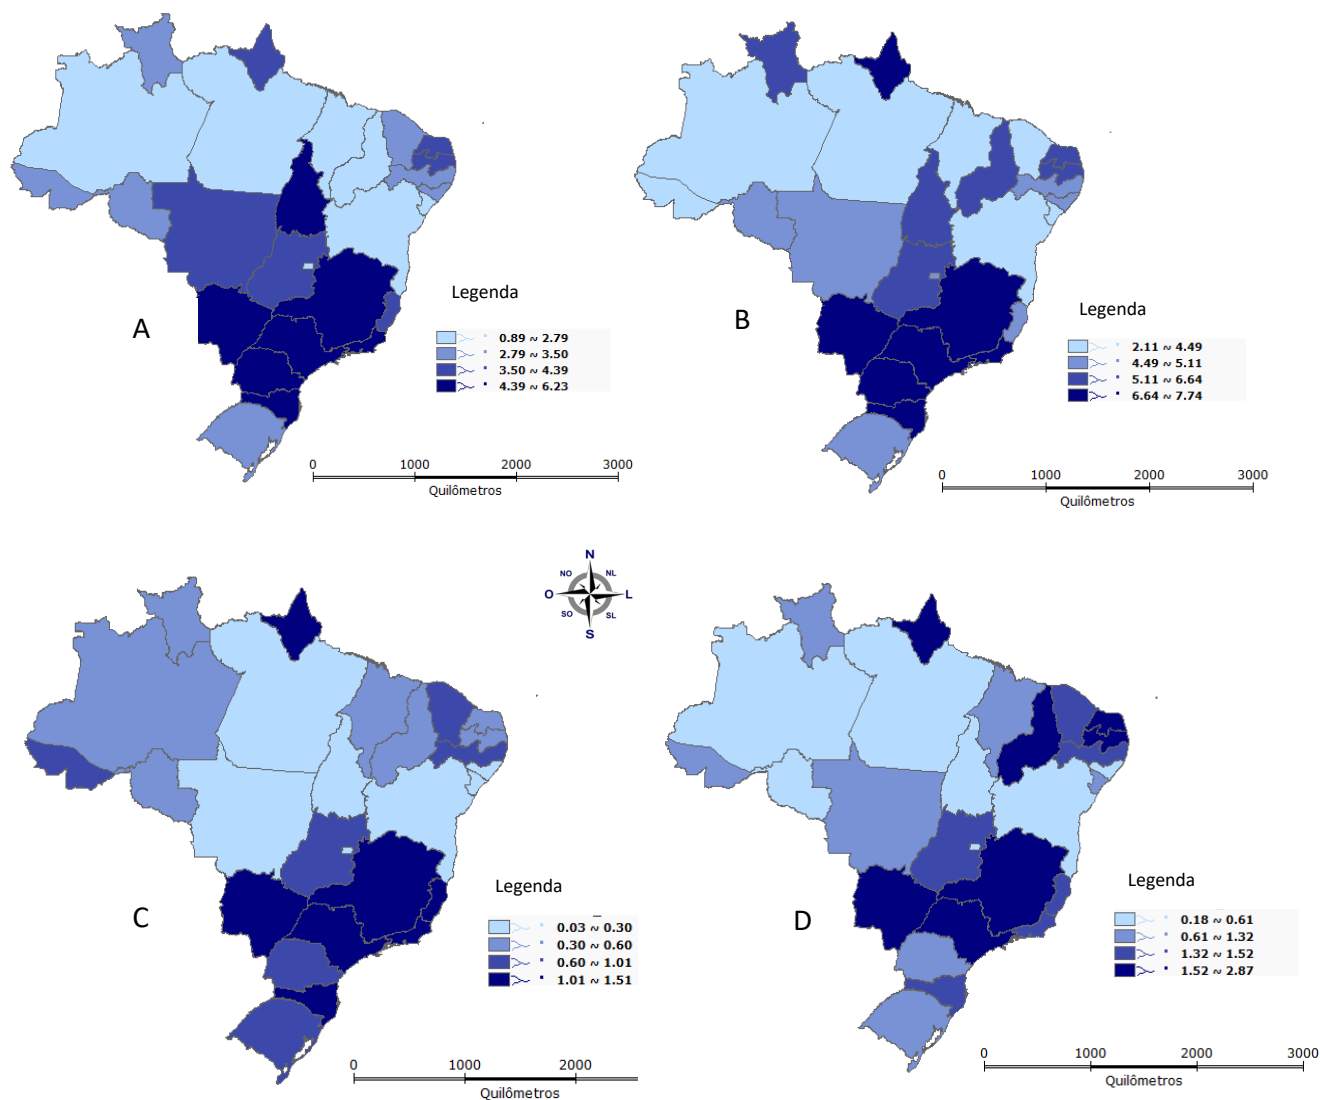 A
Legenda
0.89 ~ 2.79
2.79 ~ 3.50
3.50 ~ 4.39
4.39 ~ 6.23
0 1000 2000 3000
Quilômetros
B
Legenda
2.11 ~ 4.49
4.49 ~ 5.11
5.11 ~ 6.64
6.64 ~ 7.74
0 1000 2000 3000
Quilômetros
N
NO NL
O L
SO SL
S
C
Legenda
0.03 ~ 0.30
0.30 ~ 0.60
0.60 ~ 1.01
1.01 ~ 1.51
0 1000 2000
Quilômetros
D
Legenda
0.18 ~ 0.61
0.61 ~ 1.32
1.32 ~ 1.52
1.52 ~ 2.87
0 1000 2000 3000
Quilômetros